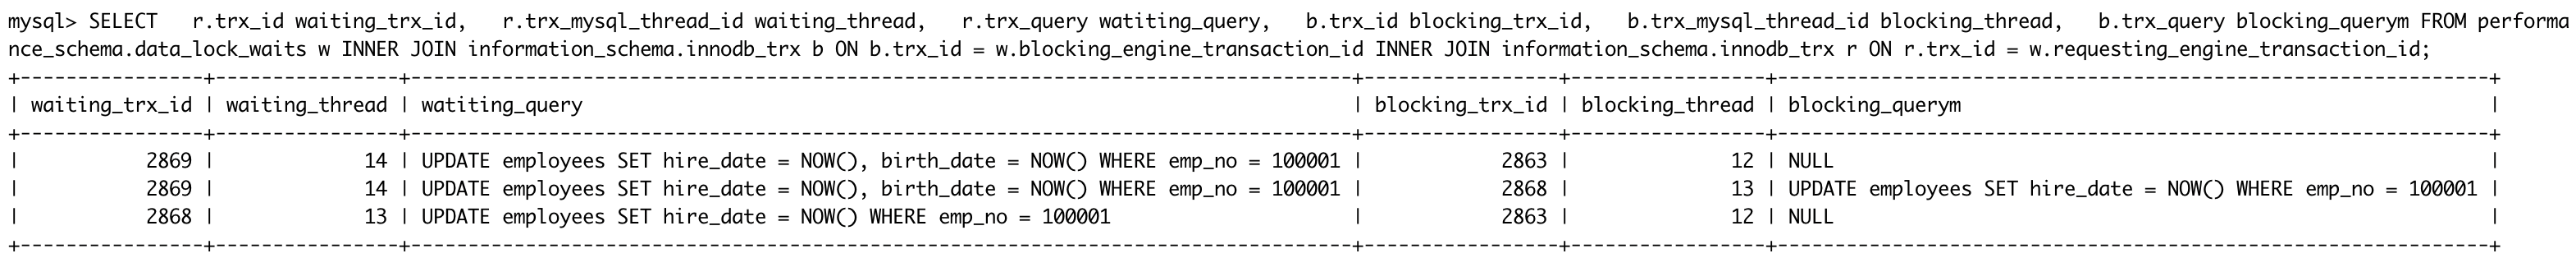 mysql> SELECT   r.trx_id waiting_trx_id,   r.trx_mysql_thread_id waiting_thread,   r.trx_query watiting_query,   b.trx_id blocking_trx_id,   b.trx_mysql_thread_id blocking_thread,   b.trx_query blocking_querym FROM performa
nce_schema.data_lock_waits w INNER JOIN information_schema.innodb_trx b ON b.trx_id = w.blocking_engine_transaction_id INNER JOIN information_schema.innodb_trx r ON r.trx_id = w.requesting_engine_transaction_id;
+----------------+----------------+----------------------------------------------------------------------------------+-----------------+-----------------+--------------------------------------------------------------+
| waiting_trx_id | waiting_thread | watiting_query                                                                   | blocking_trx_id | blocking_thread | blocking_querym                                              |
+----------------+----------------+----------------------------------------------------------------------------------+-----------------+-----------------+--------------------------------------------------------------+
|           2869 |             14 | UPDATE employees SET hire_date = NOW(), birth_date = NOW() WHERE emp_no = 100001 |            2863 |              12 | NULL                                                         |
|           2869 |             14 | UPDATE employees SET hire_date = NOW(), birth_date = NOW() WHERE emp_no = 100001 |            2868 |              13 | UPDATE employees SET hire_date = NOW() WHERE emp_no = 100001 |
|           2868 |             13 | UPDATE employees SET hire_date = NOW() WHERE emp_no = 100001                     |            2863 |              12 | NULL                                                         |
+----------------+----------------+----------------------------------------------------------------------------------+-----------------+-----------------+--------------------------------------------------------------+